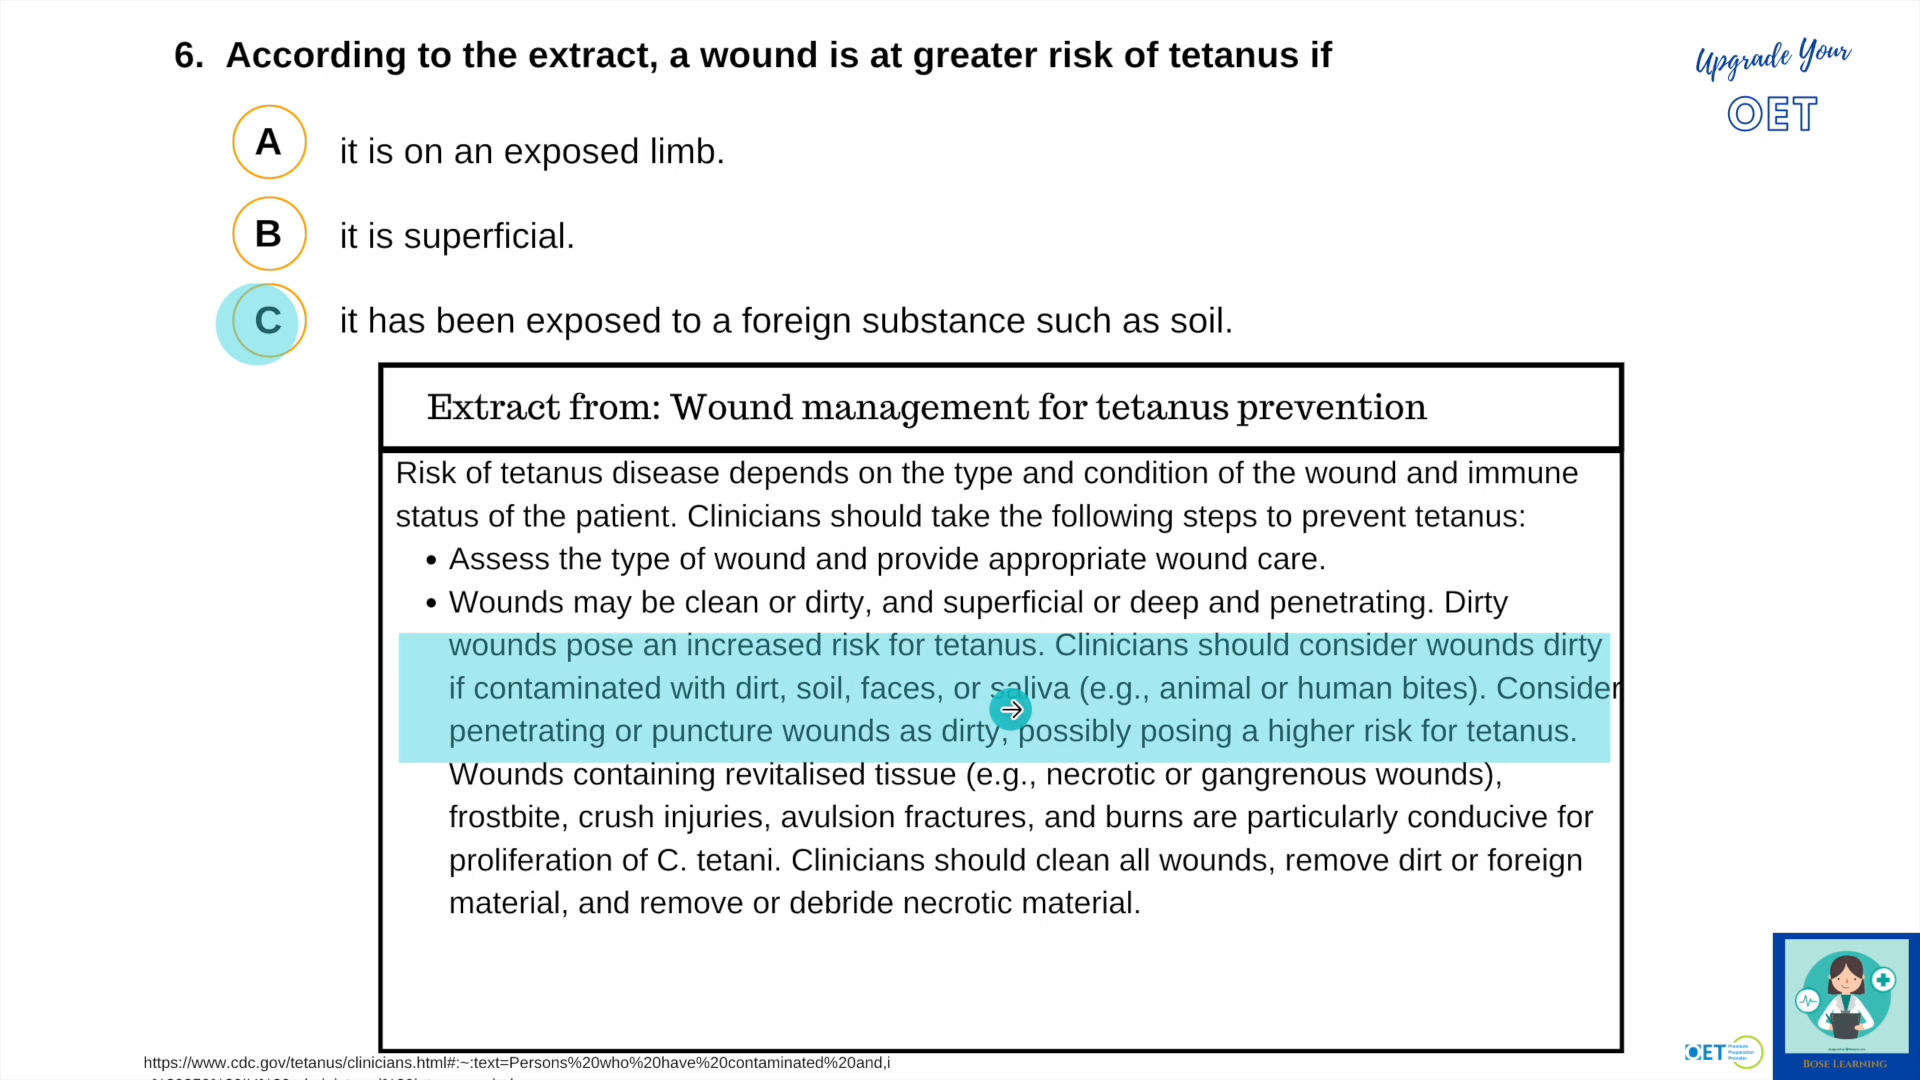 6. According to the extract, a wound is at greater risk of tetanus if
Upgrade Your
OET
A it is on an exposed limb.
B it is superficial.
C it has been exposed to a foreign substance such as soil.
Extract from: Wound management for tetanus prevention
Risk of tetanus disease depends on the type and condition of the wound and immune
status of the patient. Clinicians should take the following steps to prevent tetanus:
• Assess the type of wound and provide appropriate wound care.
• Wounds may be clean or dirty, and superficial or deep and penetrating. Dirty
wounds pose an increased risk for tetanus. Clinicians should consider wounds dirty
if contaminated with dirt, soil, faces, or saliva (e.g., animal or human bites). Consider
penetrating or puncture wounds as dirty, possibly posing a higher risk for tetanus.
Wounds containing revitalised tissue (e.g., necrotic or gangrenous wounds),
frostbite, crush injuries, avulsion fractures, and burns are particularly conducive for
proliferation of C. tetani. Clinicians should clean all wounds, remove dirt or foreign
material, and remove or debride necrotic material.
https://www.cdc.gov/tetanus/clinicians.html#:~:text=Persons%20who%20have%20contaminated%20and,i
OET Premium Preparation Provider
BOSE LEARNING